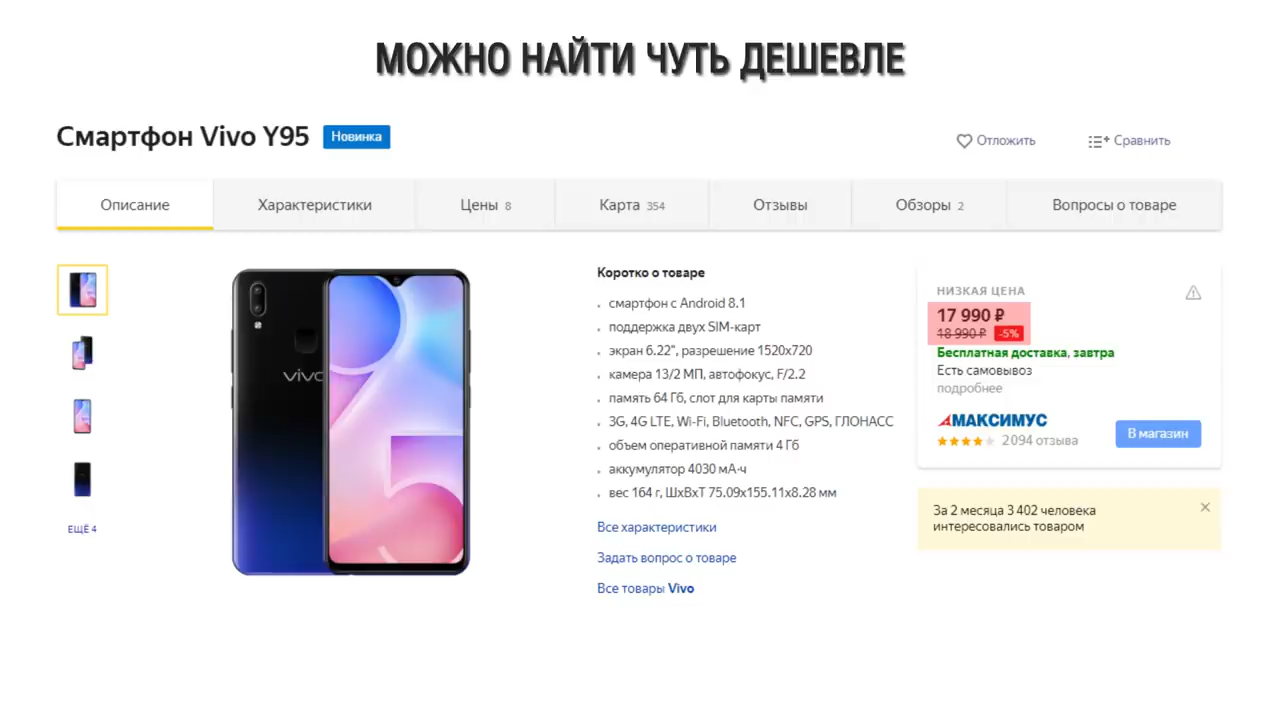 МОЖНО НАЙТИ ЧУТЬ ДЕШЕВЛЕ
Смартфон Vivo Y95 Новинка
Отложить Сравнить
Описание Характеристики Цены 8 Карта 354 Отзывы Обзоры 2 Вопросы о товаре
vivo
ЕЩЁ 4
Коротко о товаре
смартфон с Android 8.1
поддержка двух SIM-карт
экран 6.22", разрешение 1520x720
камера 13/2 МП, автофокус, F/2.2
память 64 Гб, слот для карты памяти
3G, 4G LTE, Wi-Fi, Bluetooth, NFC, GPS, ГЛОНАСС
объем оперативной памяти 4 Гб
аккумулятор 4030 мА⋅ч
вес 164 г, ШxВxТ 75.09x155.11x8.28 мм
Все характеристики
Задать вопрос о товаре
Все товары Vivo
НИЗКАЯ ЦЕНА
17 990 ₽
18 990 ₽ -5%
Бесплатная доставка, завтра
Есть самовывоз
подробнее
МАКСИМУС
2 094 отзыва
В магазин
За 2 месяца 3 402 человека
интересовались товаром